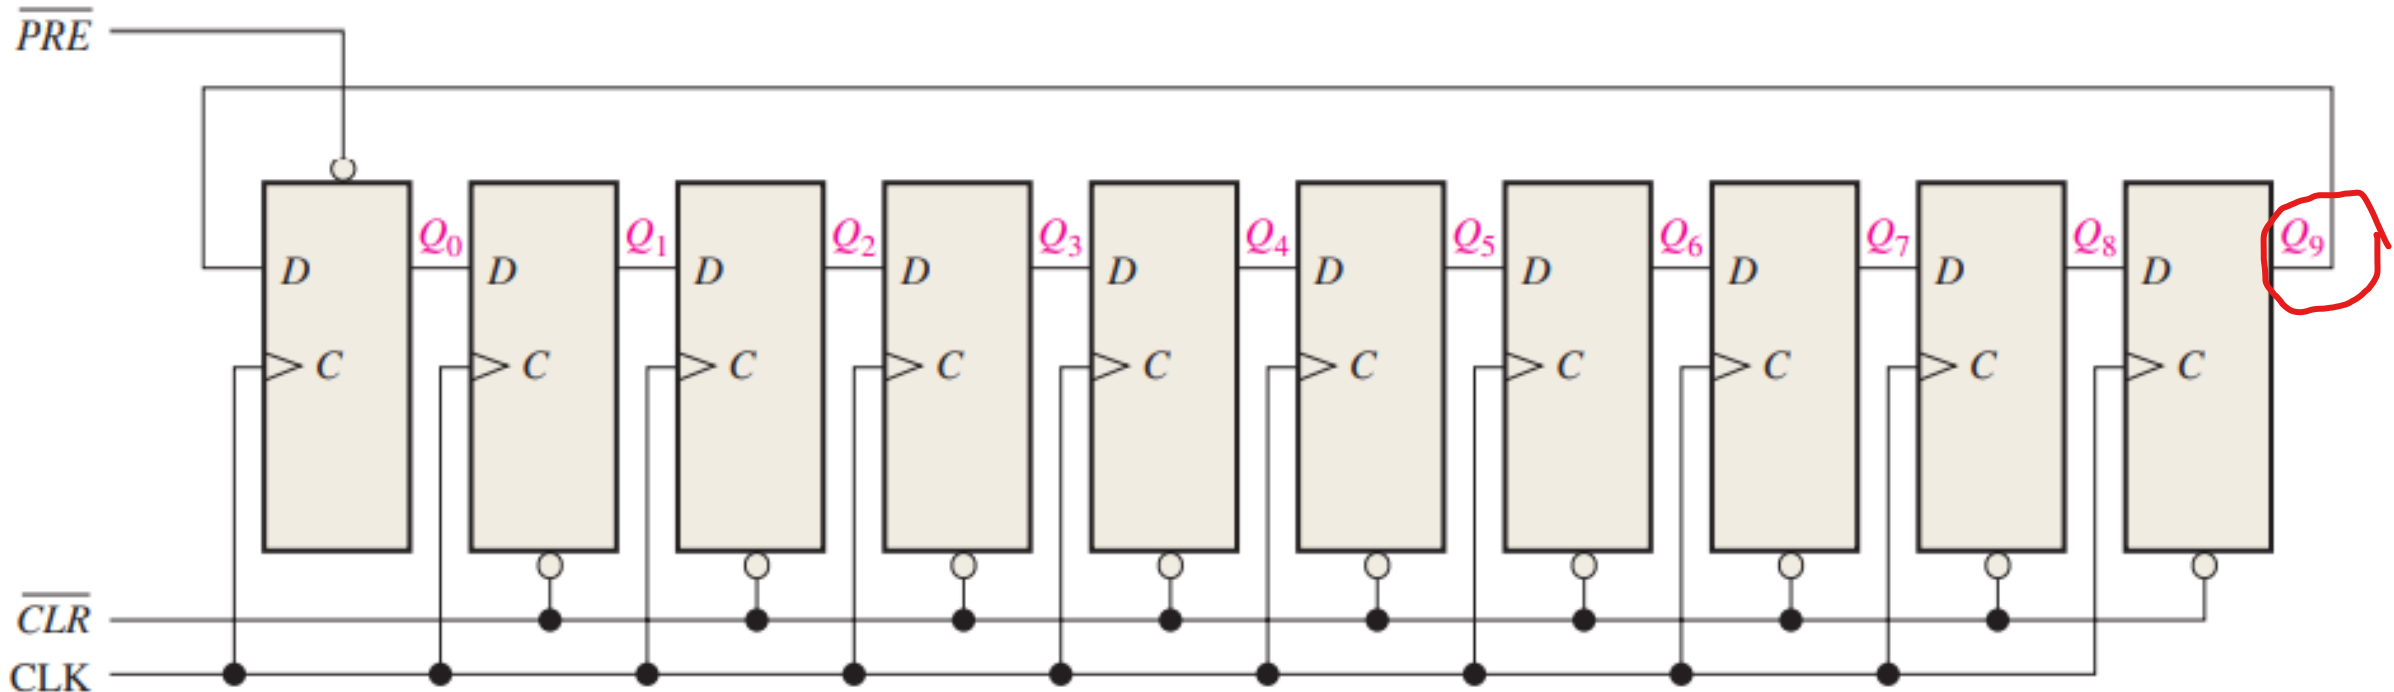 PRE
Q0 Q1 Q2 Q3 Q4 Q5 Q6 Q7 Q8 Q9
D D D D D D D D D D
C C C C C C C C C C
CLR
CLK